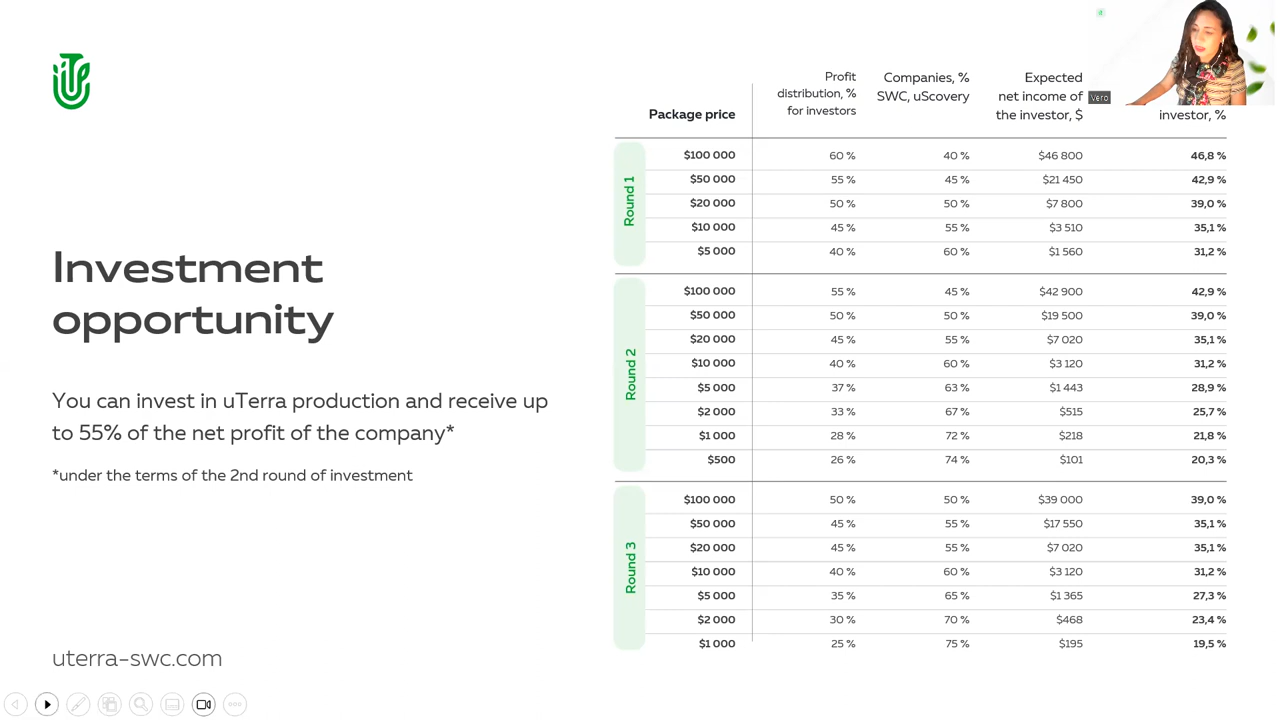 Investment
opportunity
You can invest in uTerra production and receive up
to 55% of the net profit of the company*
*under the terms of the 2nd round of investment
uterra-swc.com
Package price
Profit
distribution, %
for investors
Companies, %
SWC, uScovery
Expected
net income of
the investor, $
investor, %
Vero
Round 1
$100 000 60 % 40 % $46 800 46,8 %
$50 000 55 % 45 % $21 450 42,9 %
$20 000 50 % 50 % $7 800 39,0 %
$10 000 45 % 55 % $3 510 35,1 %
$5 000 40 % 60 % $1 560 31,2 %
Round 2
$100 000 55 % 45 % $42 900 42,9 %
$50 000 50 % 50 % $19 500 39,0 %
$20 000 45 % 55 % $7 020 35,1 %
$10 000 40 % 60 % $3 120 31,2 %
$5 000 37 % 63 % $1 443 28,9 %
$2 000 33 % 67 % $515 25,7 %
$1 000 28 % 72 % $218 21,8 %
$500 26 % 74 % $101 20,3 %
Round 3
$100 000 50 % 50 % $39 000 39,0 %
$50 000 45 % 55 % $17 550 35,1 %
$20 000 45 % 55 % $7 020 35,1 %
$10 000 40 % 60 % $3 120 31,2 %
$5 000 35 % 65 % $1 365 27,3 %
$2 000 30 % 70 % $468 23,4 %
$1 000 25 % 75 % $195 19,5 %